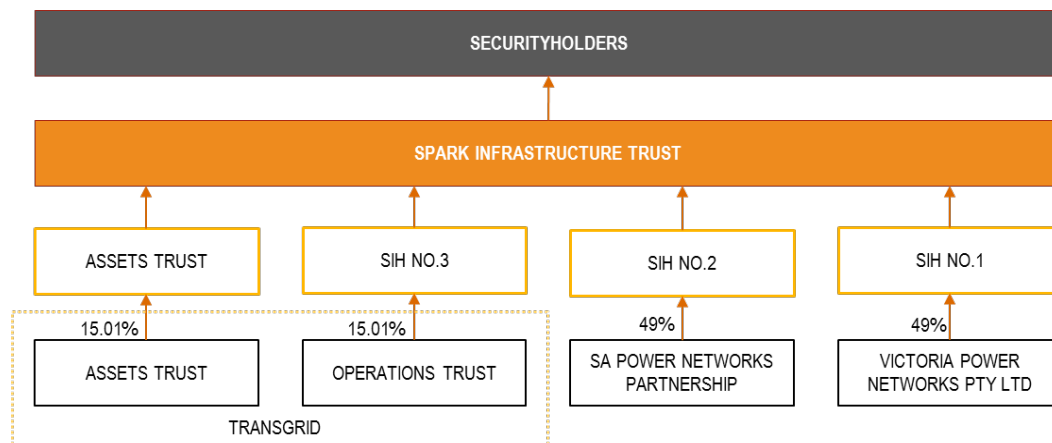 SECURITYHOLDERS
SPARK INFRASTRUCTURE TRUST
ASSETS TRUST
SIH NO.3
SIH NO.2
SIH NO.1
15.01%
15.01%
49%
49%
ASSETS TRUST
OPERATIONS TRUST
SA POWER NETWORKS
PARTNERSHIP
VICTORIA POWER
NETWORKS PTY LTD
TRANSGRID